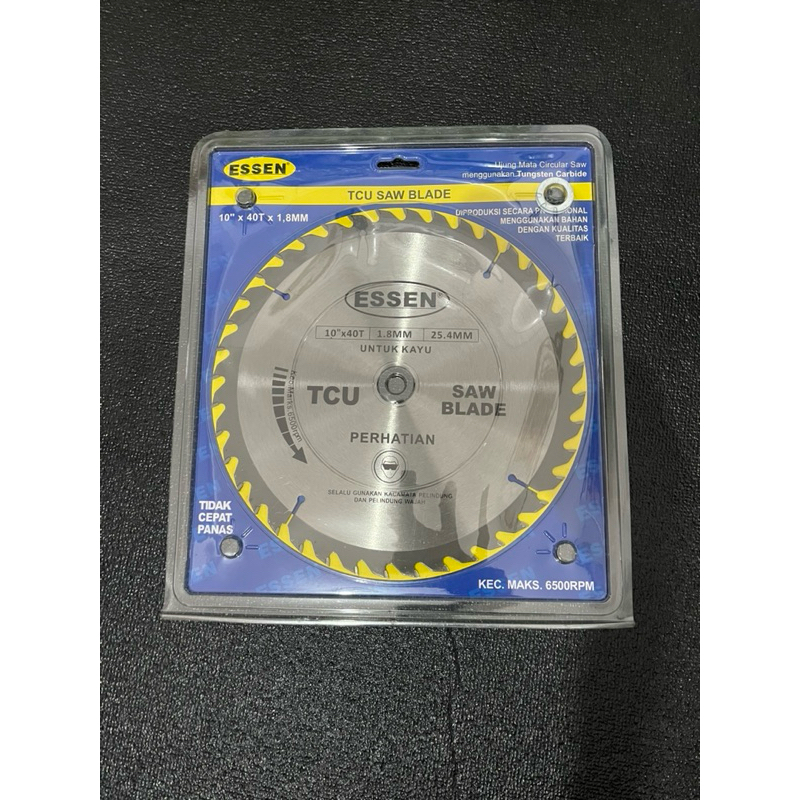 ESSEN
Ujung Mata Circular Saw
menggunakan Tungsten Carbide
TCU SAW BLADE
10" x 40T x 1,8MM
DIPRODUKSI SECARA
MENGGUNAKAN BAHAN
DENGAN KUALITAS
TERBAIK
ESSEN
10"x40T 1.8MM 25.4MM
UNTUK KAYU
TCU
SAW
BLADE
PERHATIAN
SELALU GUNAKAN KACAMATA PELINDUNG
DAN PELINDUNG WAJAH
TIDAK
CEPAT
PANAS
KEC. MAKS. 6500RPM
ESSEN
ESSEN